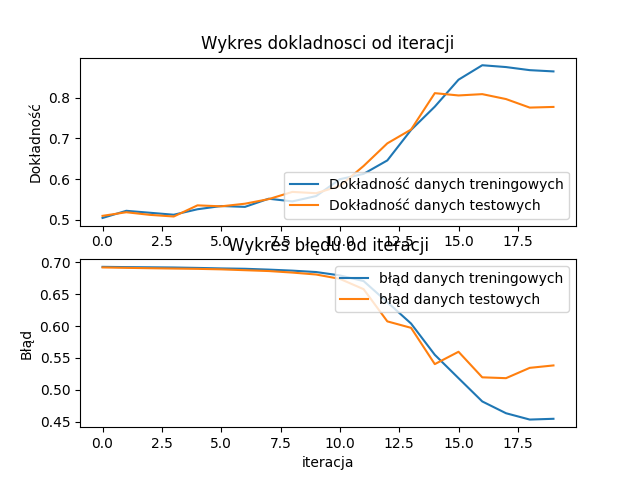 Wykres dokladnosci od iteracji
Dokładność
0.8
0.7
0.6
0.5
Dokładność danych treningowych
Dokładność danych testowych
0.0 2.5 5.0 7.5 10.0 12.5 15.0 17.5
Wykres błędu od iteracji
Błąd
0.70
0.65
0.60
0.55
0.50
0.45
błąd danych treningowych
błąd danych testowych
0.0 2.5 5.0 7.5 10.0 12.5 15.0 17.5
iteracja